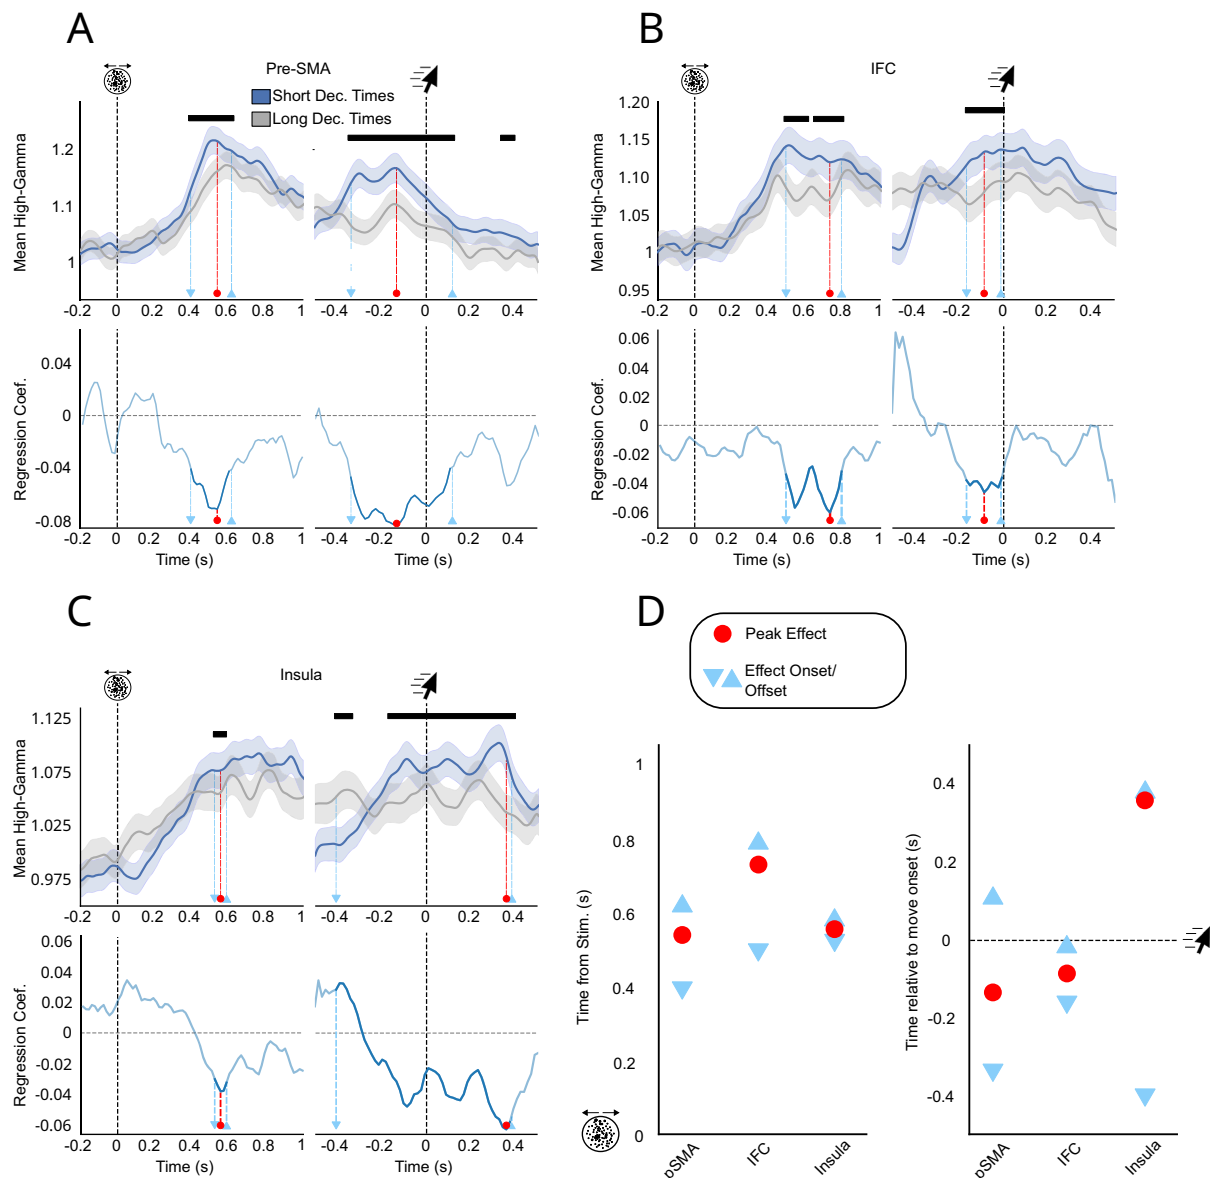 A
Pre-SMA
Short Dec. Times
Long Dec. Times
Mean High-Gamma
1.2
1.1
1
-0.2 0 0.2 0.4 0.6 0.8 1
-0.4 -0.2 0 0.2 0.4
Regression Coef.
0.04
0
-0.04
-0.08
-0.2 0 0.2 0.4 0.6 0.8 1
-0.4 -0.2 0 0.2 0.4
Time (s) Time (s)
B
IFC
Mean High-Gamma
1.20
1.15
1.10
1.05
1
0.95
-0.2 0 0.2 0.4 0.6 0.8 1
-0.4 -0.2 0 0.2 0.4
Regression Coef.
0.06
0.04
0.02
0
-0.02
-0.04
-0.06
-0.2 0 0.2 0.4 0.6 0.8 1
-0.4 -0.2 0 0.2 0.4
Time (s) Time (s)
C
Insula
Mean High-Gamma
1.125
1.075
1.025
0.975
-0.2 0 0.2 0.4 0.6 0.8 1
-0.4 -0.2 0 0.2 0.4
Regression Coef.
0.06
0.04
0.02
0
-0.02
-0.04
-0.06
-0.2 0 0.2 0.4 0.6 0.8 1
-0.4 -0.2 0 0.2 0.4
Time (s) Time (s)
D
Peak Effect
Effect Onset/
Offset
Time from Stim. (s)
1
0.8
0.6
0.4
0.2
0
pSMA IFC Insula
Time relative to move onset (s)
0.4
0.2
0
-0.2
-0.4
pSMA IFC Insula